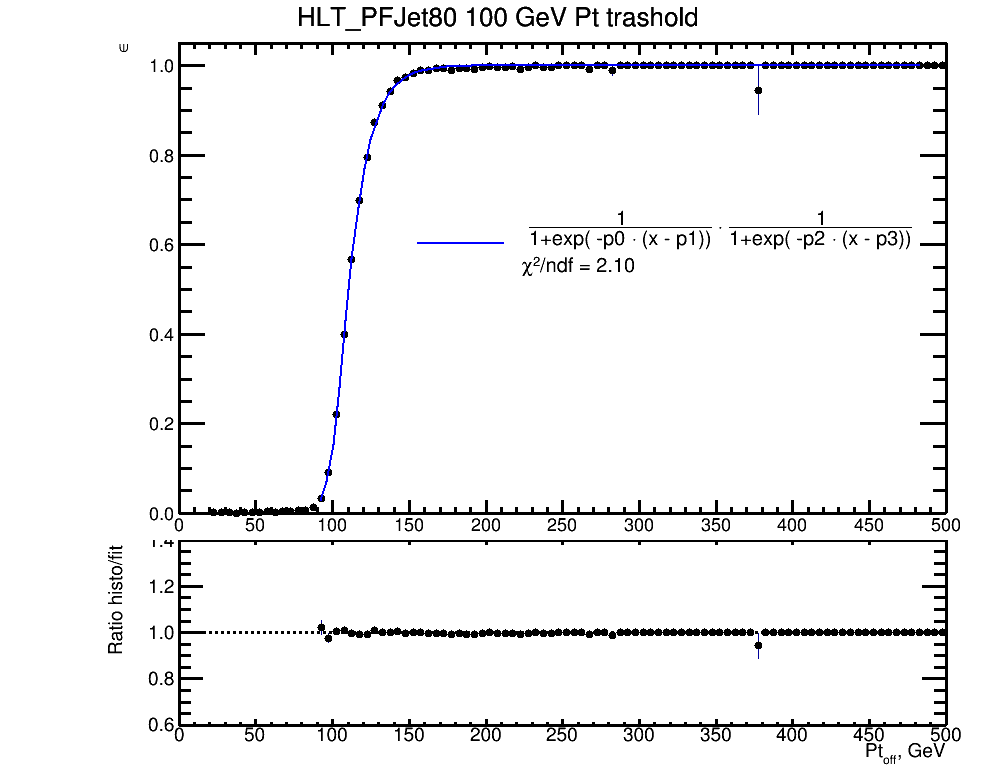 HLT_PFJet80 100 GeV Pt trashold
∈
1.0
0.8
0.6
0.4
0.2
0.0
1 1
1+exp( -p0 · (x - p1)) · 1+exp( -p2 · (x - p3))
χ²/ndf = 2.10
0 50 100 150 200 250 300 350 400 450 500
Ratio histo/fit
1.4
1.2
1.0
0.8
0.6
0 50 100 150 200 250 300 350 400 450 500
Pt_off, GeV